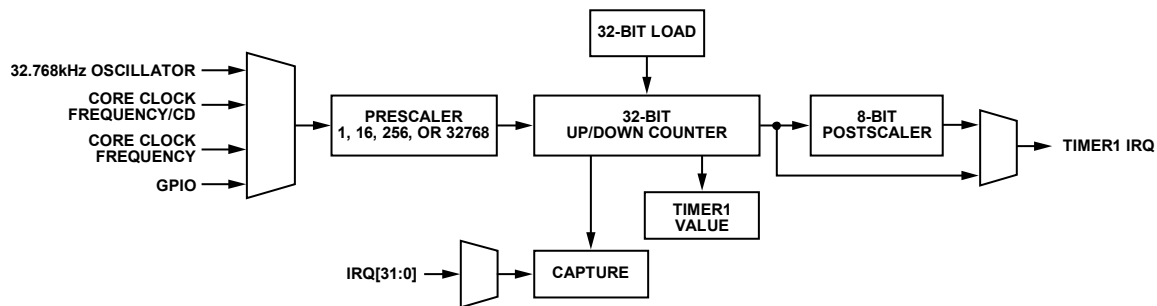 32-BIT LOAD
32.768kHz OSCILLATOR
CORE CLOCK
FREQUENCY/CD
CORE CLOCK
FREQUENCY
GPIO
PRESCALER
1, 16, 256, OR 32768
32-BIT
UP/DOWN COUNTER
8-BIT
POSTSCALER
TIMER1 IRQ
TIMER1
VALUE
IRQ[31:0]
CAPTURE